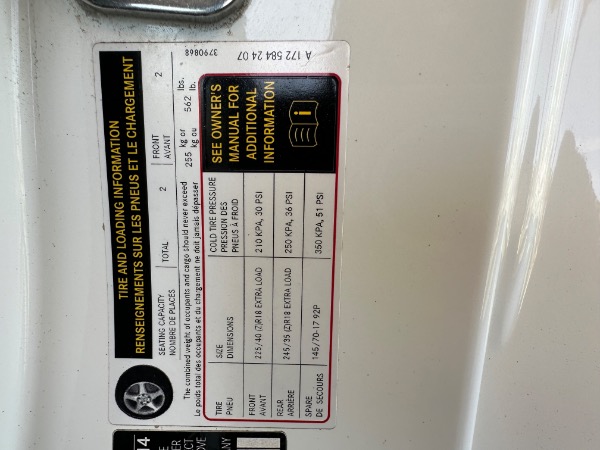 TIRE AND LOADING INFORMATION
RENSEIGNEMENTS SUR LES PNEUS ET LE CHARGEMENT
SEATING CAPACITY TOTAL 2 FRONT 2
NOMBRE DE PLACES AVANT
The combined weight of occupants and cargo should never exceed 255 kg or 562 lbs.
Le poids total des occupants et du chargement ne doit jamais dépasser kg ou lb.
TIRE SIZE COLD TIRE PRESSURE
PNEU DIMENSIONS PRESSION DES
PNEUS À FROID
FRONT 225/40 (Z)R18 EXTRA LOAD 210 KPA, 30 PSI
AVANT
REAR 245/35 (Z)R18 EXTRA LOAD 250 KPA, 36 PSI
ARRIÈRE
SPARE 145/70-17 92P 350 KPA, 51 PSI
DE SECOURS
SEE OWNER'S
MANUAL FOR
ADDITIONAL
INFORMATION
i
3790868
A 172 584 24 07
14